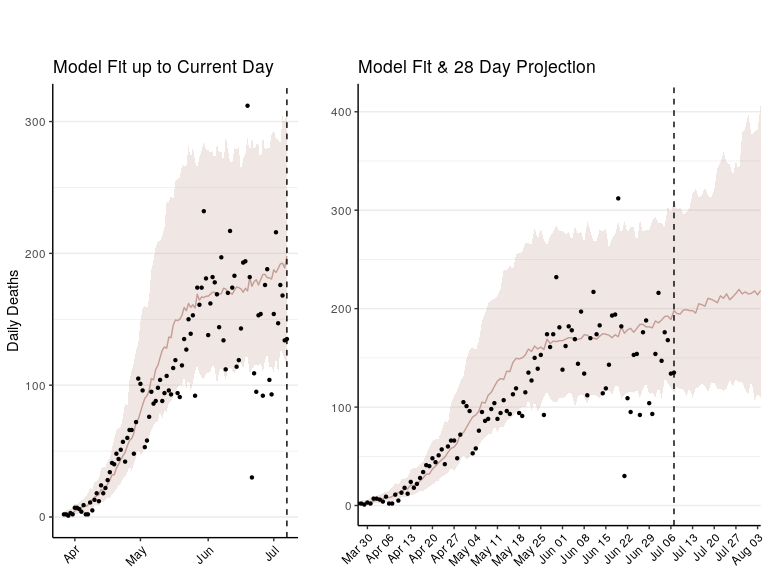 Model Fit up to Current Day
Model Fit & 28 Day Projection
Daily Deaths
300
200
100
0
Apr
May
Jun
Jul
400
300
200
100
0
Mar 30
Apr 06
Apr 13
Apr 20
Apr 27
May 04
May 11
May 18
May 25
Jun 01
Jun 08
Jun 15
Jun 22
Jun 29
Jul 06
Jul 13
Jul 20
Jul 27
Aug 03